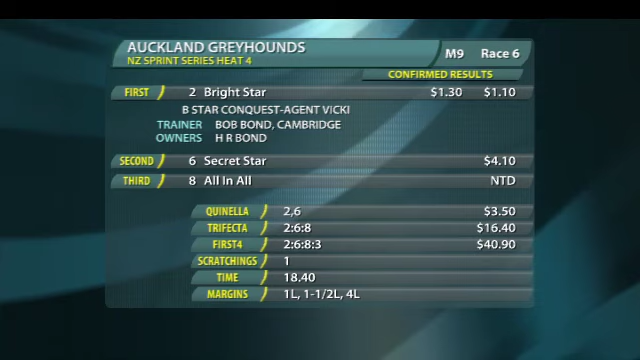 AUCKLAND GREYHOUNDS
NZ SPRINT SERIES HEAT 4
M9 Race 6
CONFIRMED RESULTS
FIRST 2 Bright Star $1.30 $1.10
B STAR CONQUEST-AGENT VICKI
TRAINER BOB BOND, CAMBRIDGE
OWNERS H R BOND
SECOND 6 Secret Star $4.10
THIRD 8 All In All NTD
QUINELLA 2,6 $3.50
TRIFECTA 2:6:8 $16.40
FIRST4 2:6:8:3 $40.90
SCRATCHINGS 1
TIME 18.40
MARGINS 1L, 1-1/2L, 4L